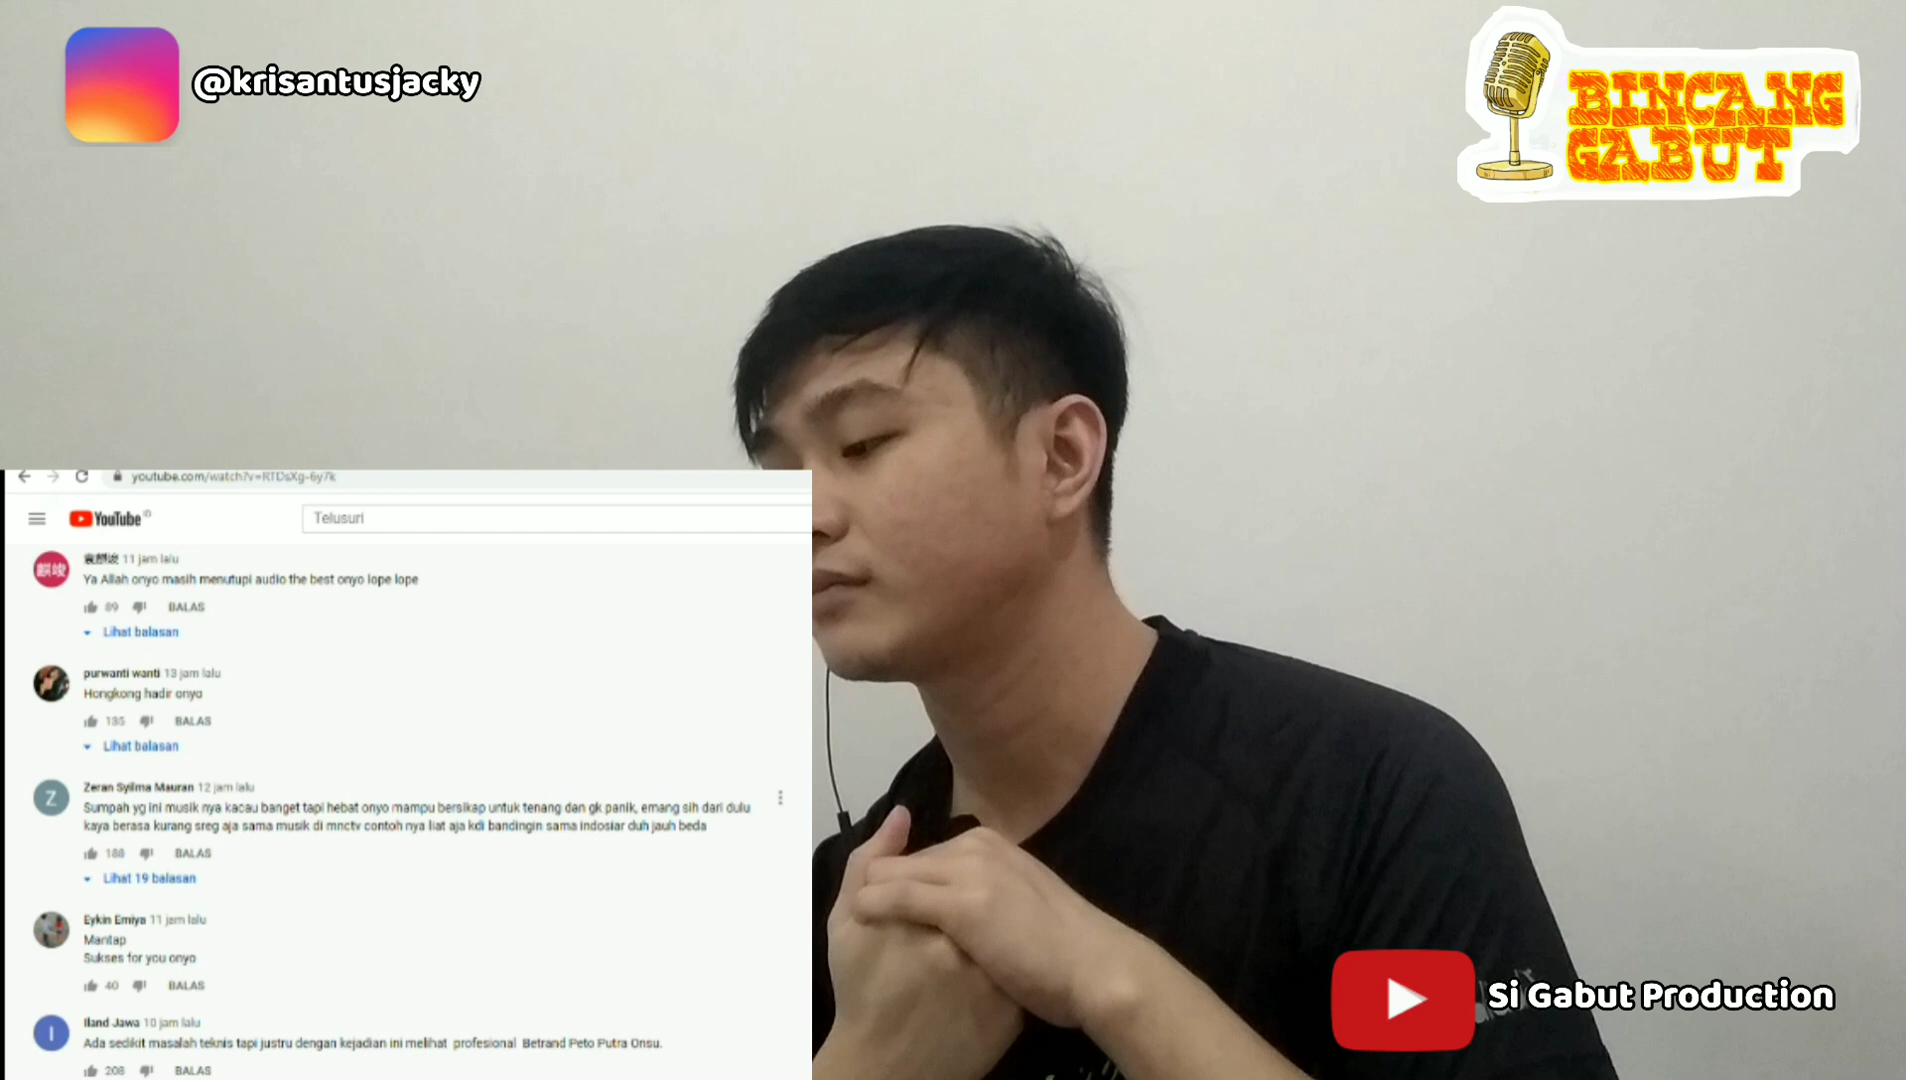 @krisantusjacky
BINCANG
GABUT
youtube.com/watch?v=RTDsXg-6y7k
YouTube ID
Telusuri
11 jam lalu
Ya Allah onyo masih menutupi audio the best onyo lope lope
89 BALAS
Lihat balasan
purwanti wanti 13 jam lalu
Hongkong hadir onyo
135 BALAS
Lihat balasan
Z
Zeran Syilma Mauran 12 jam lalu
Sumpah yg ini musik nya kacau banget tapi hebat onyo mampu bersikap untuk tenang dan gk panik, emang sih dari dulu
kaya berasa kurang sreg aja sama musik di mnctv contoh nya liat aja kdi bandingin sama indosiar duh jauh beda
188 BALAS
Lihat 19 balasan
Eykin Emiya 11 jam lalu
Mantap
Sukses for you onyo
40 BALAS
I
Iland Jawa 10 jam lalu
Ada sedikit masalah teknis tapi justru dengan kejadian ini melihat profesional Betrand Peto Putra Onsu.
208 BALAS
Si Gabut Production